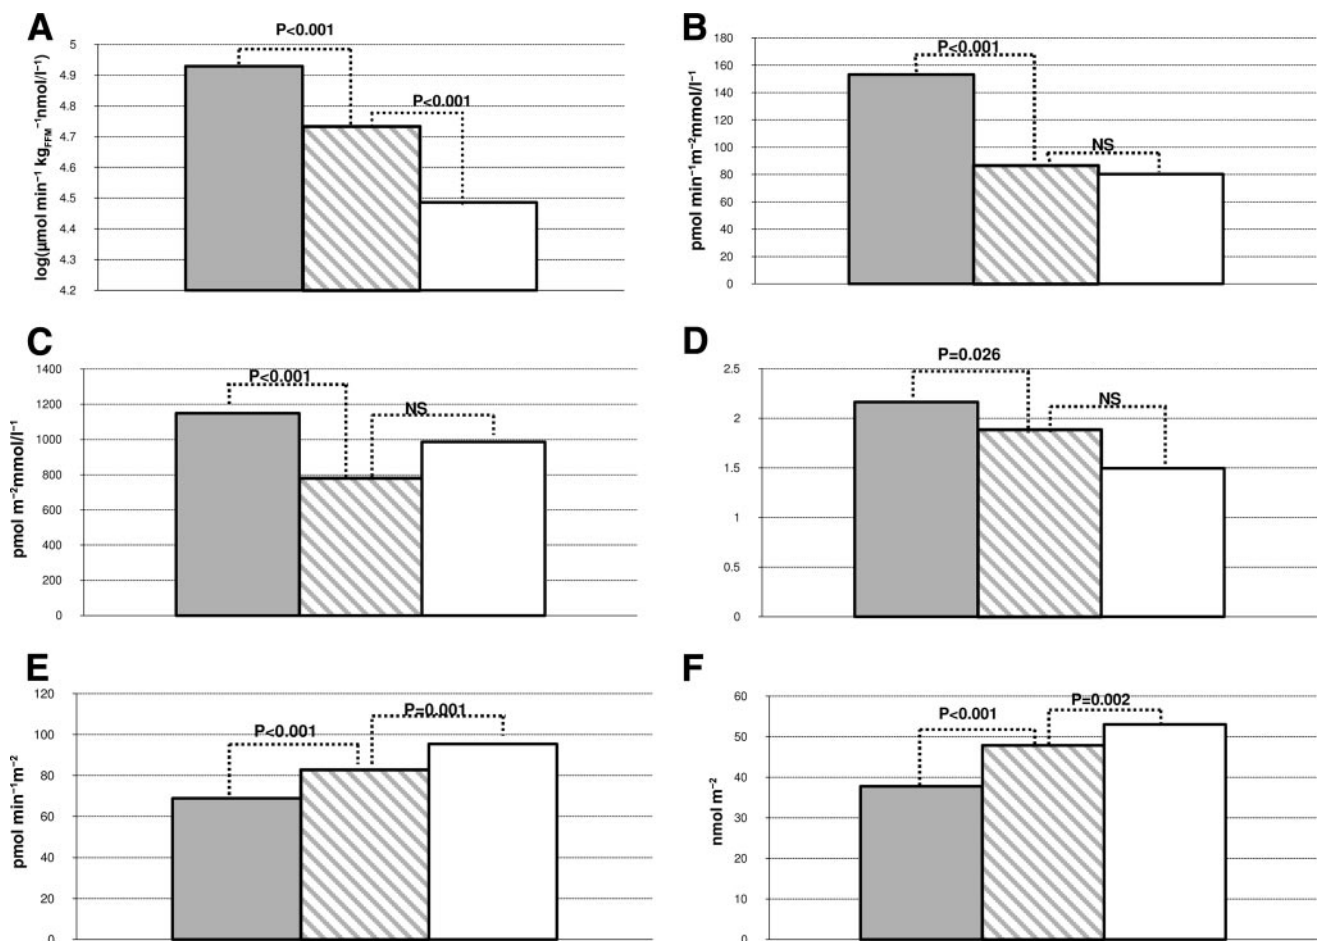 A
P<0.001
P<0.001
log(µmol min⁻¹ kg_FFM⁻¹nmol/l⁻¹)
5
4.9
4.8
4.7
4.6
4.5
4.4
4.3
4.2
B
P<0.001
NS
pmol min⁻¹m⁻²mmol/l⁻¹
180
160
140
120
100
80
60
40
20
0
C
P<0.001
NS
pmol m⁻²mmol/l⁻¹
1400
1200
1000
800
600
400
200
0
D
P=0.026
NS
2.5
2
1.5
1
0.5
0
E
P<0.001
P=0.001
pmol min⁻¹m⁻²
120
100
80
60
40
20
0
F
P<0.001
P=0.002
nmol m⁻²
60
50
40
30
20
10
0